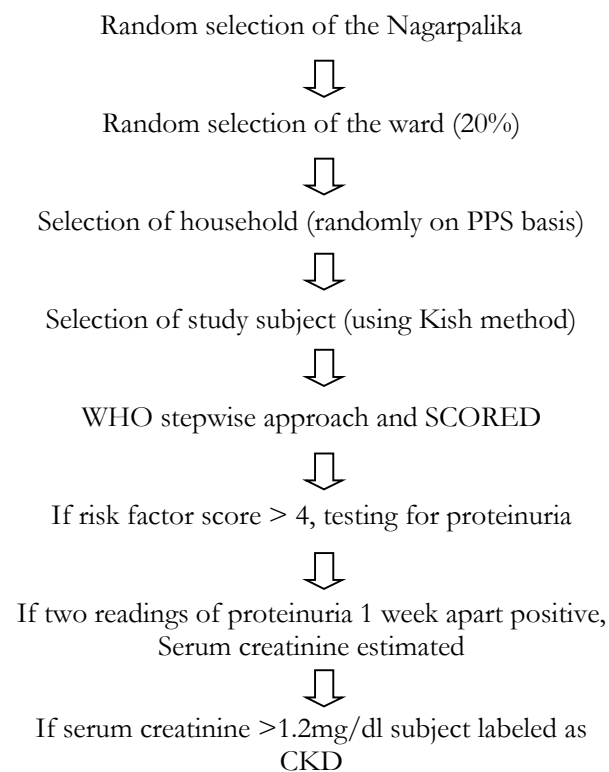 Random selection of the Nagarpalika
Random selection of the ward (20%)
Selection of household (randomly on PPS basis)
Selection of study subject (using Kish method)
WHO stepwise approach and SCORED
If risk factor score > 4, testing for proteinuria
If two readings of proteinuria 1 week apart positive,
Serum creatinine estimated
If serum creatinine >1.2mg/dl subject labeled as
CKD